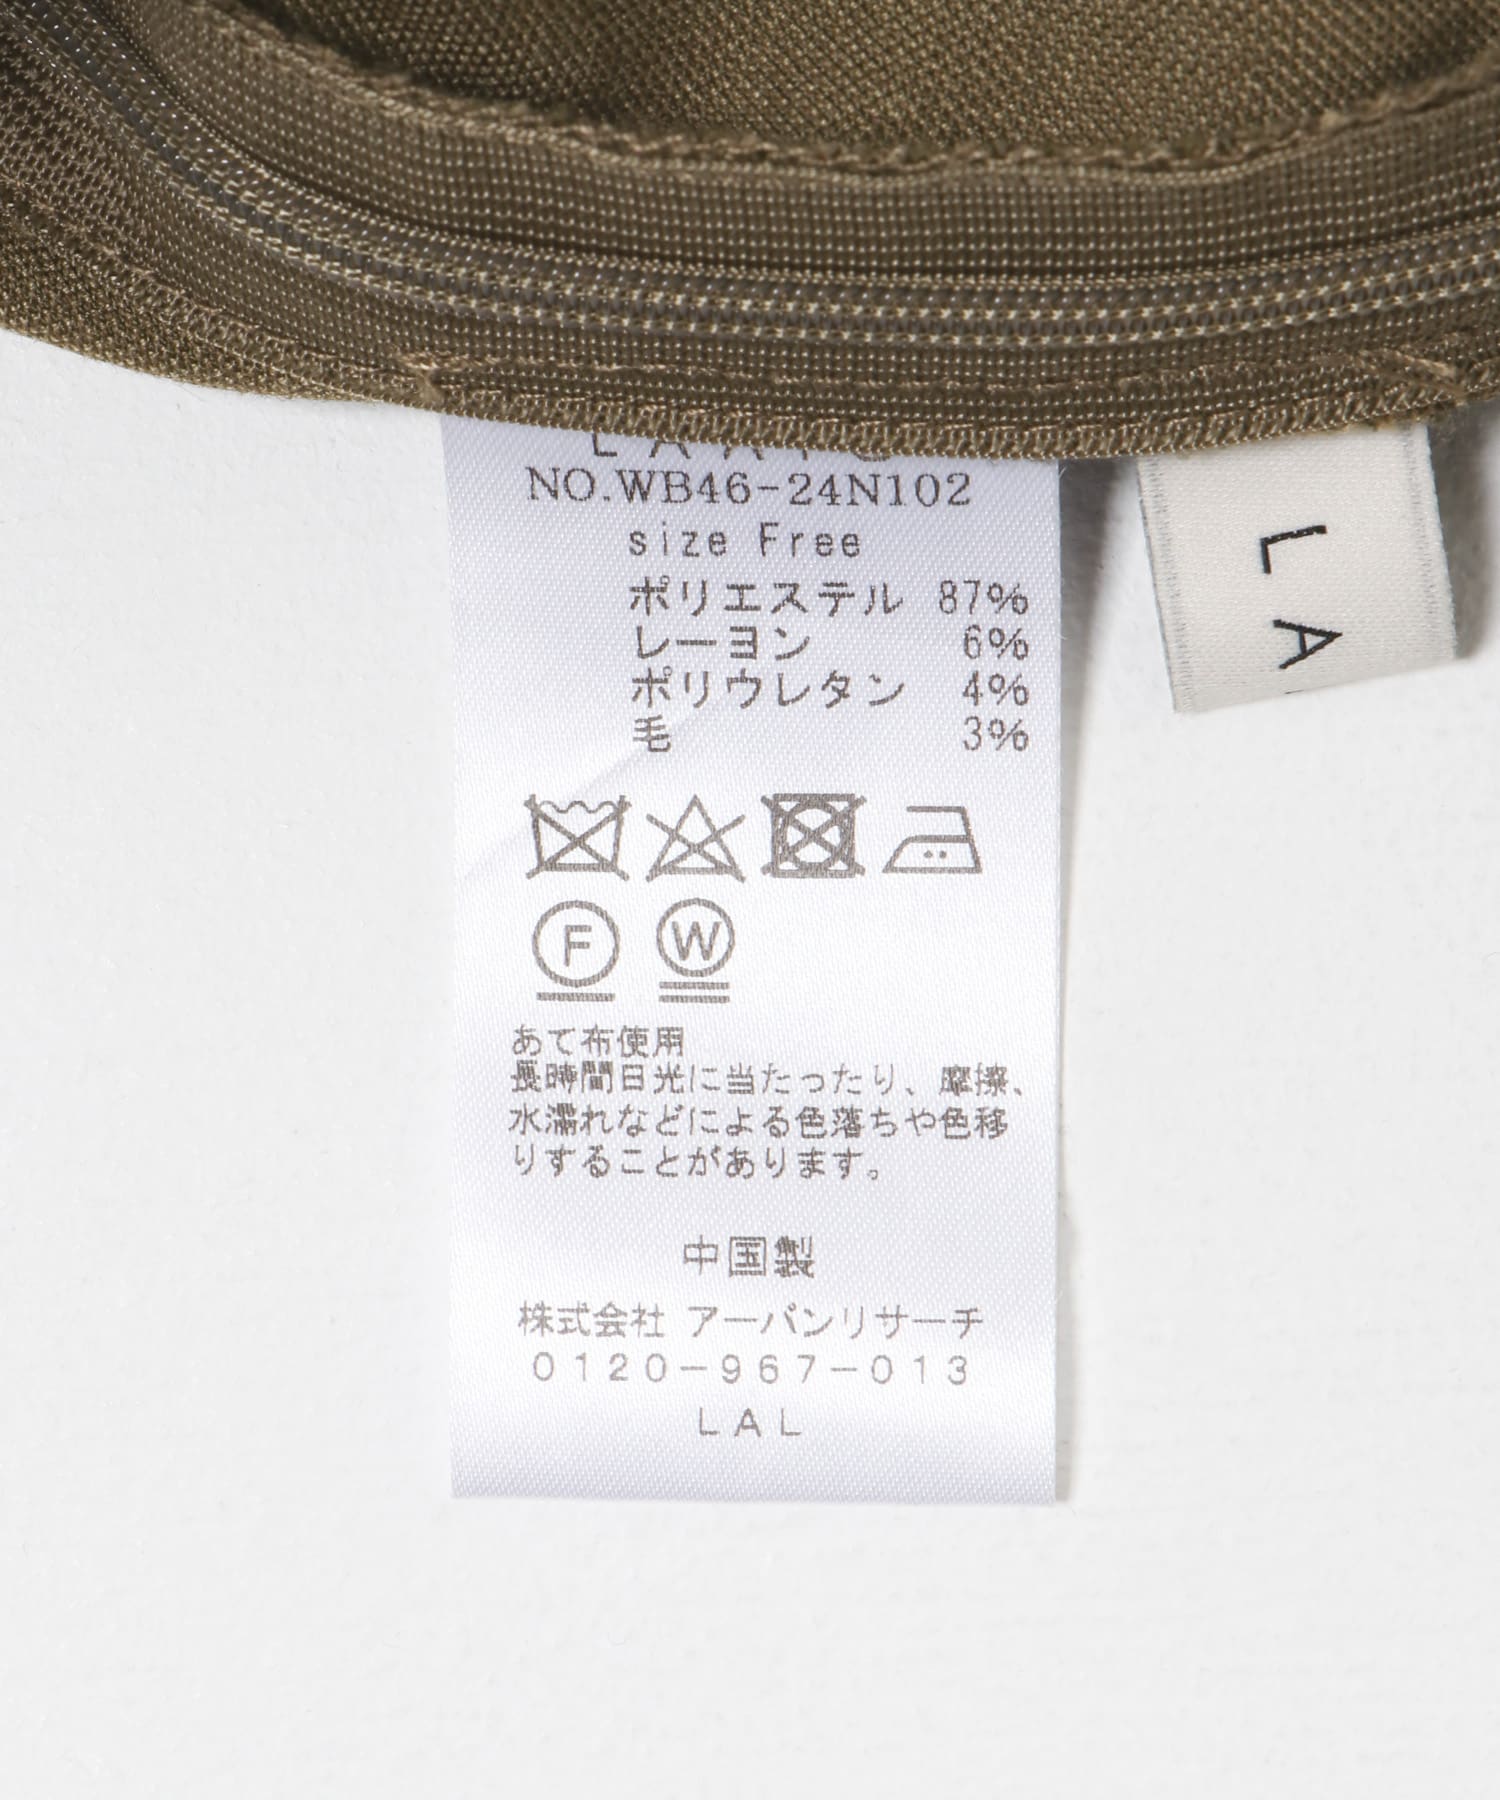 NO.WB46-24N102
size Free
ポリエステル 87%
レーヨン 6%
ポリウレタン 4%
毛 3%
F W
あて布使用
長時間日光に当たったり、摩擦、
水濡れなどによる色落ちや色移
りすることがあります。
中国製
株式会社 アーバンリサーチ
0120-967-013
LAL
LA